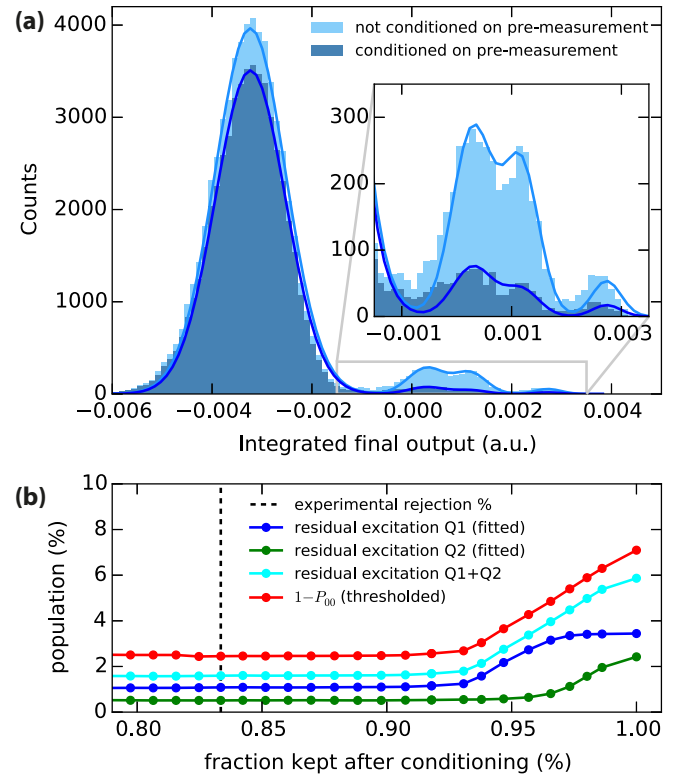 (a)
not conditioned on pre-measurement
conditioned on pre-measurement
4000
3000
2000
1000
0
Counts
300
200
100
0
−0.001 0.001 0.003
−0.006 −0.004 −0.002 0.000 0.002 0.004
Integrated final output (a.u.)
(b)
10
8
6
4
2
0
population (%)
experimental rejection %
residual excitation Q1 (fitted)
residual excitation Q2 (fitted)
residual excitation Q1+Q2
1−P₀₀ (thresholded)
0.80 0.85 0.90 0.95 1.00
fraction kept after conditioning (%)